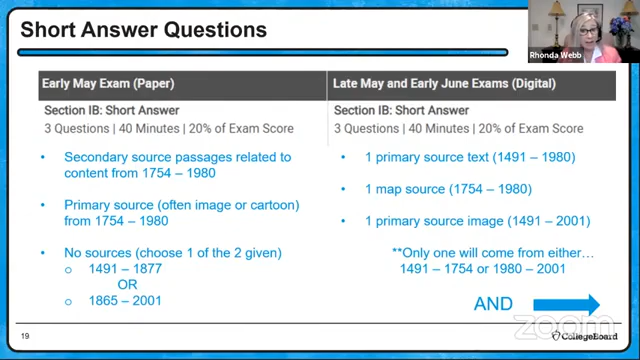 Short Answer Questions
Rhonda Webb
Early May Exam (Paper)
Section IB: Short Answer
3 Questions | 40 Minutes | 20% of Exam Score
• Secondary source passages related to
content from 1754 – 1980
• Primary source (often image or cartoon)
from 1754 – 1980
• No sources (choose 1 of the 2 given)
o 1491 – 1877
OR
o 1865 – 2001
Late May and Early June Exams (Digital)
Section IB: Short Answer
3 Questions | 40 Minutes | 20% of Exam Score
• 1 primary source text (1491 – 1980)
• 1 map source (1754 – 1980)
• 1 primary source image (1491 – 2001)
**Only one will come from either…
1491 – 1754 or 1980 – 2001
AND
zoom
19
CollegeBoard